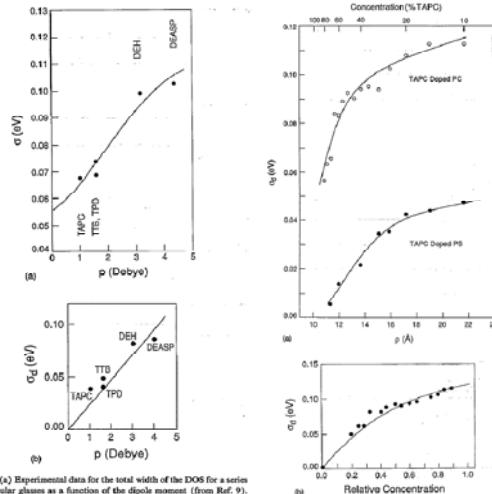 0.13
0.12
0.11
0.10
0.09
0.08
0.07
0.06
0.05
0.04
σ (eV)
DEH
DEASP
TAPC
TTB, TPD
0 1 2 3 4 5
(a)
p (Debye)
0.10
0.05
0.00
σd (eV)
DEH
DEASP
TTB
TAPC
TPD
0 1 2 3 4 5
(b)
p (Debye)
(a) Experimental data for the total width of the DOS for a series
ular glasses as a function of the dipole moment (from Ref. 9).
Concentration (%TAPC)
100 80 60 40 20 10
0.12
0.10
0.08
0.06
0.04
0.02
0.00
σd (eV)
TAPC Doped PC
TAPC Doped PS
10 12 14 16 18 20 22
(a)
ρ (Å)
0.15
0.10
0.05
0.00
σd (eV)
0.0 0.2 0.4 0.6 0.8 1.0
Relative Concentration